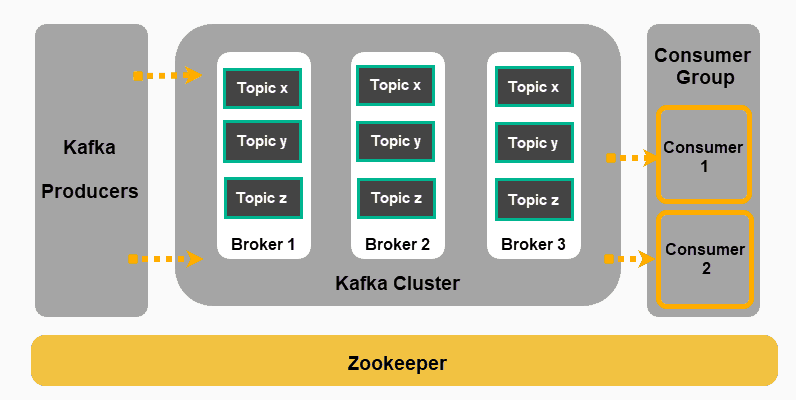 Kafka
Producers
Topic x
Topic y
Topic z
Broker 1
Topic x
Topic y
Topic z
Broker 2
Topic x
Topic y
Topic z
Broker 3
Kafka Cluster
Consumer
Group
Consumer
1
Consumer
2
Zookeeper